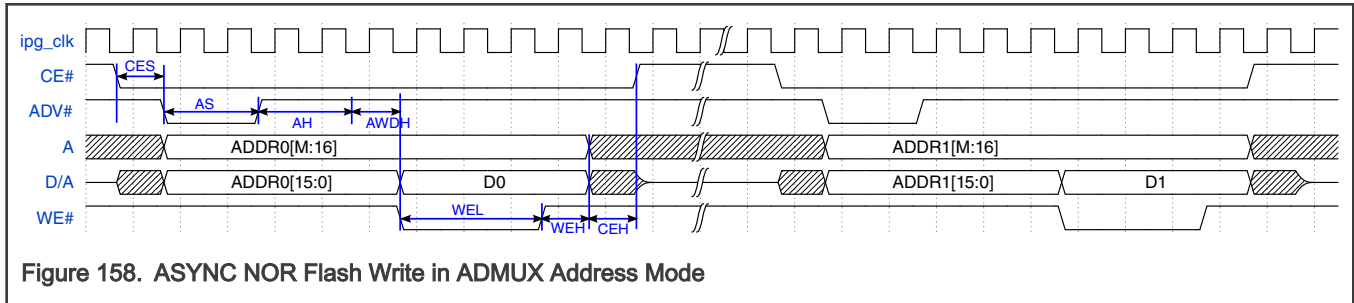 ipg_clk
CE# CES
ADV# AS AH AWDH
A ADDR0[M:16] ADDR1[M:16]
D/A ADDR0[15:0] D0 ADDR1[15:0] D1
WE# WEL WEH CEH
Figure 158. ASYNC NOR Flash Write in ADMUX Address Mode